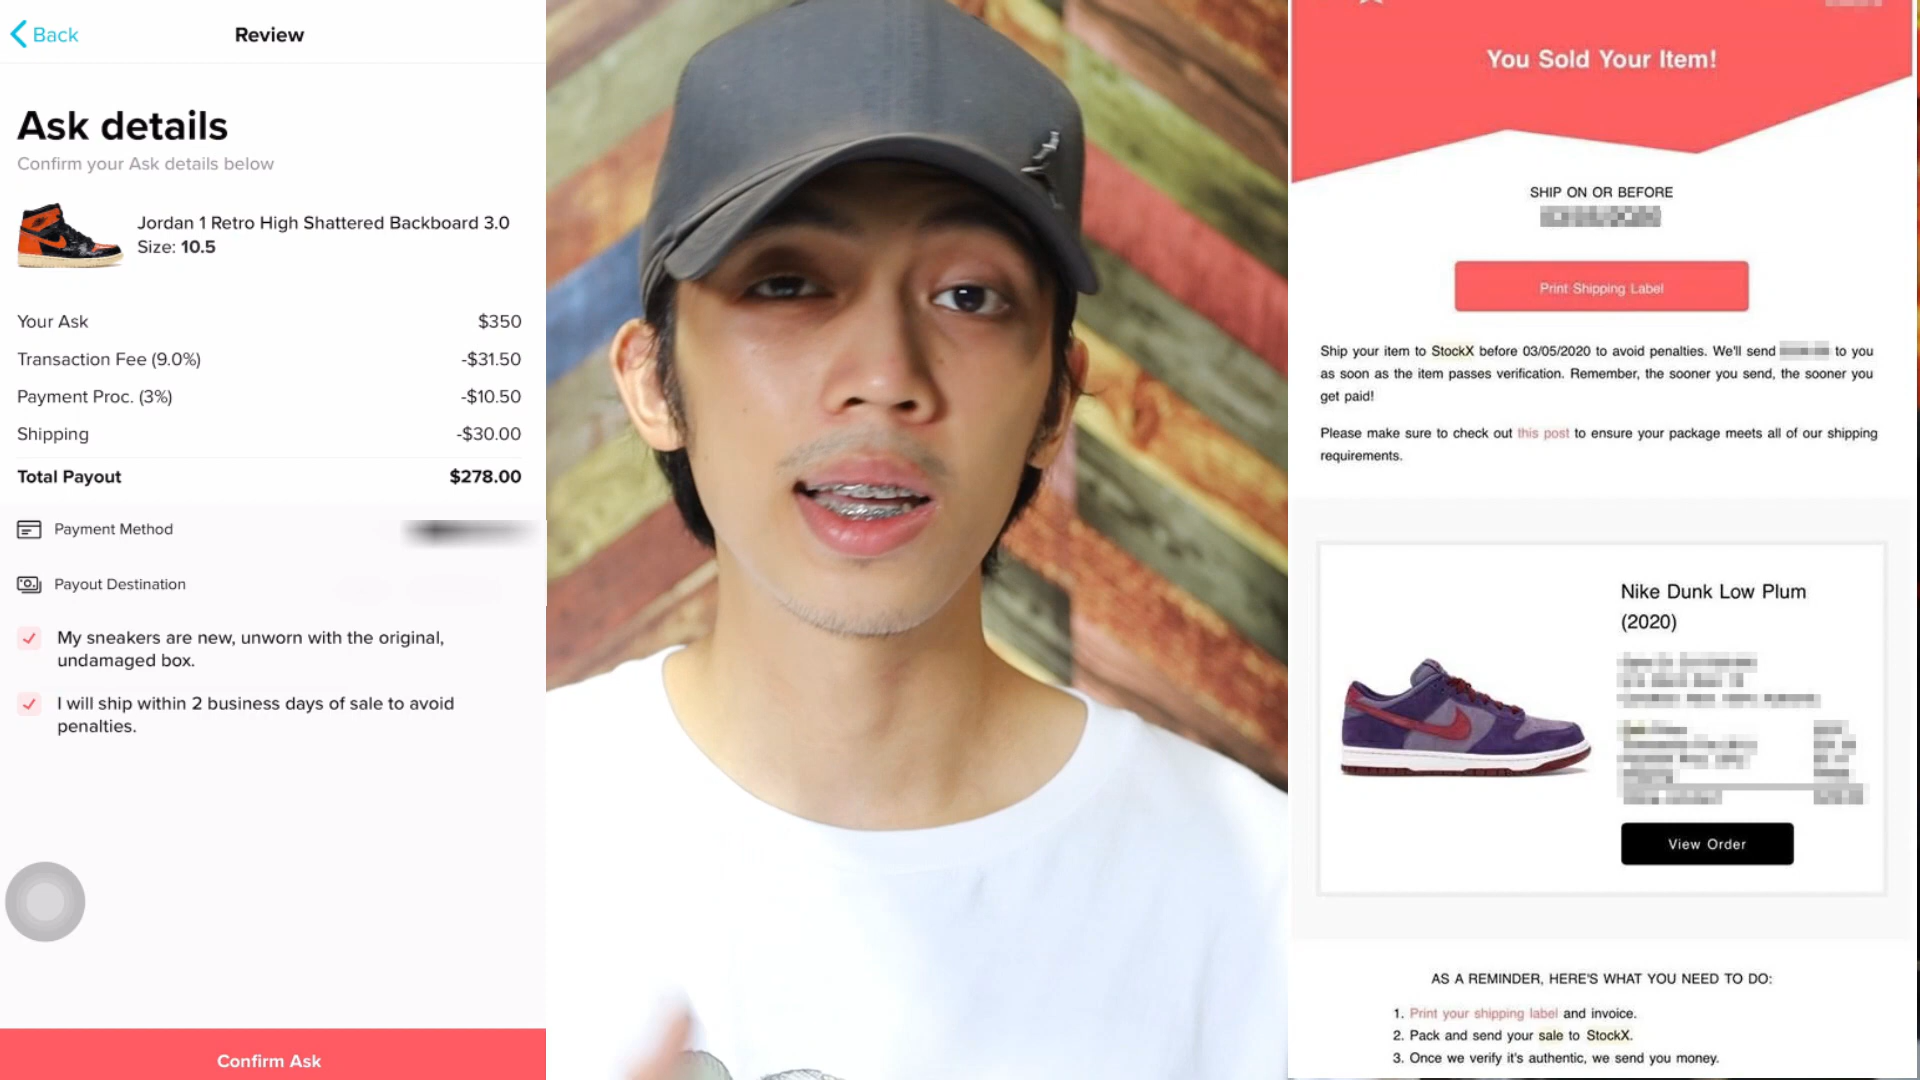 Back
Review
Ask details
Confirm your Ask details below
Jordan 1 Retro High Shattered Backboard 3.0
Size: 10.5
Your Ask $350
Transaction Fee (9.0%) -$31.50
Payment Proc. (3%) -$10.50
Shipping -$30.00
Total Payout $278.00
Payment Method
Payout Destination
My sneakers are new, unworn with the original,
undamaged box.
I will ship within 2 business days of sale to avoid
penalties.
Confirm Ask
You Sold Your Item!
SHIP ON OR BEFORE
Print Shipping Label
Ship your item to StockX before 03/05/2020 to avoid penalties. We'll send to you
as soon as the item passes verification. Remember, the sooner you send, the sooner you
get paid!
Please make sure to check out this post to ensure your package meets all of our shipping
requirements.
Nike Dunk Low Plum
(2020)
View Order
AS A REMINDER, HERE'S WHAT YOU NEED TO DO:
1. Print your shipping label and invoice.
2. Pack and send your sale to StockX.
3. Once we verify it's authentic, we send you money.